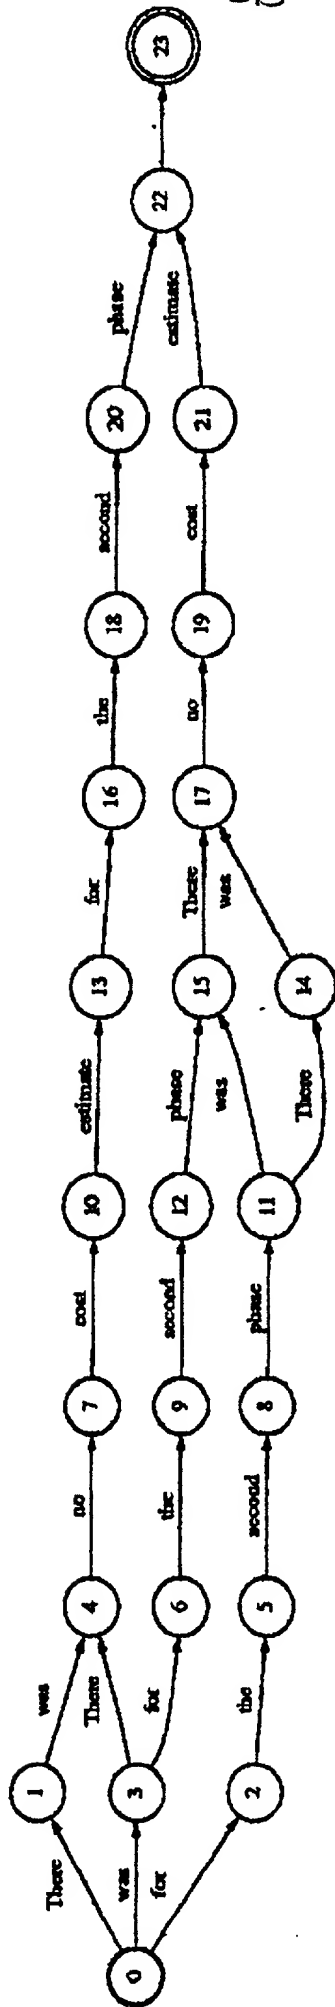 0
There
was
for
1
3
2
was
There
for
the
4
6
5
no
the
second
7
9
8
cost
second
phase
10
12
11
estimate
phase
was
There
13
15
14
for
There
was
16
17
the
no
18
19
second
cost
20
21
phase
estimate
22
.
23